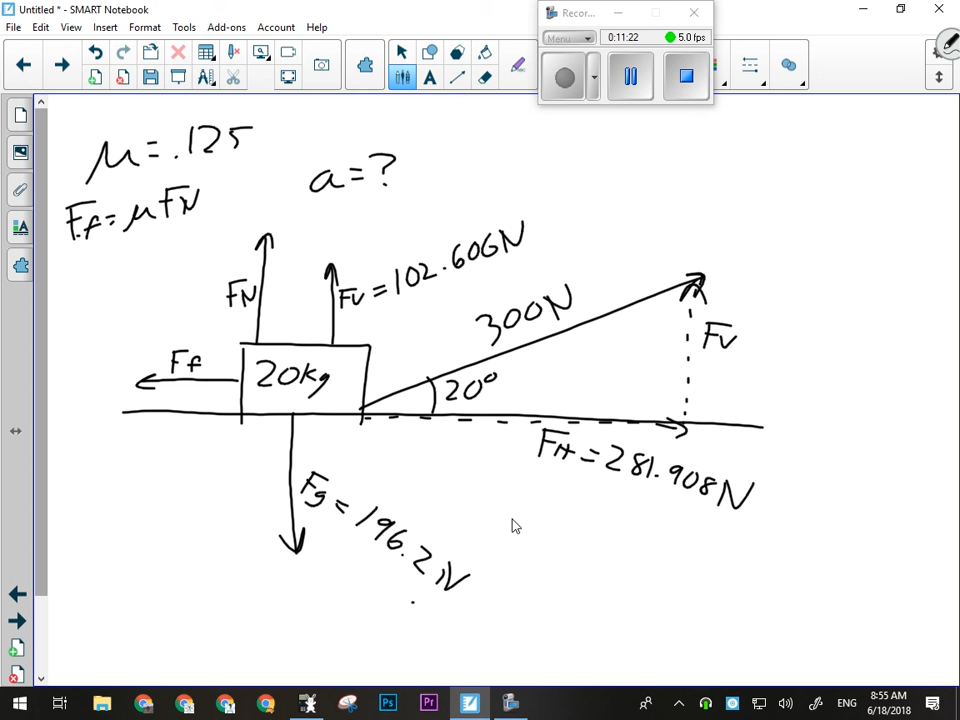 Untitled * - SMART Notebook
File Edit View Insert Format Tools Add-ons Account Help
Recor...
Menu
0:11:22
5.0 fps
μ = .125
a = ?
F.f = μFN
FN
Fv = 102.606N
300N
Fv
Ff
20kg
20°
FH = 281.908N
Fg = 196.2N
Ps
Pr
ENG
8:55 AM
6/18/2018